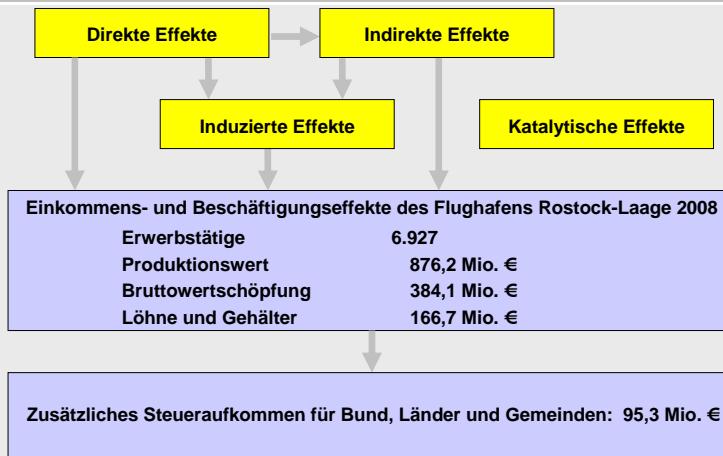 Direkte Effekte
Indirekte Effekte
Induzierte Effekte
Katalytische Effekte
Einkommens- und Beschäftigungseffekte des Flughafens Rostock-Laage 2008
Erwerbstätige 6.927
Produktionswert 876,2 Mio. €
Bruttowertschöpfung 384,1 Mio. €
Löhne und Gehälter 166,7 Mio. €
Zusätzliches Steueraufkommen für Bund, Länder und Gemeinden: 95,3 Mio. €